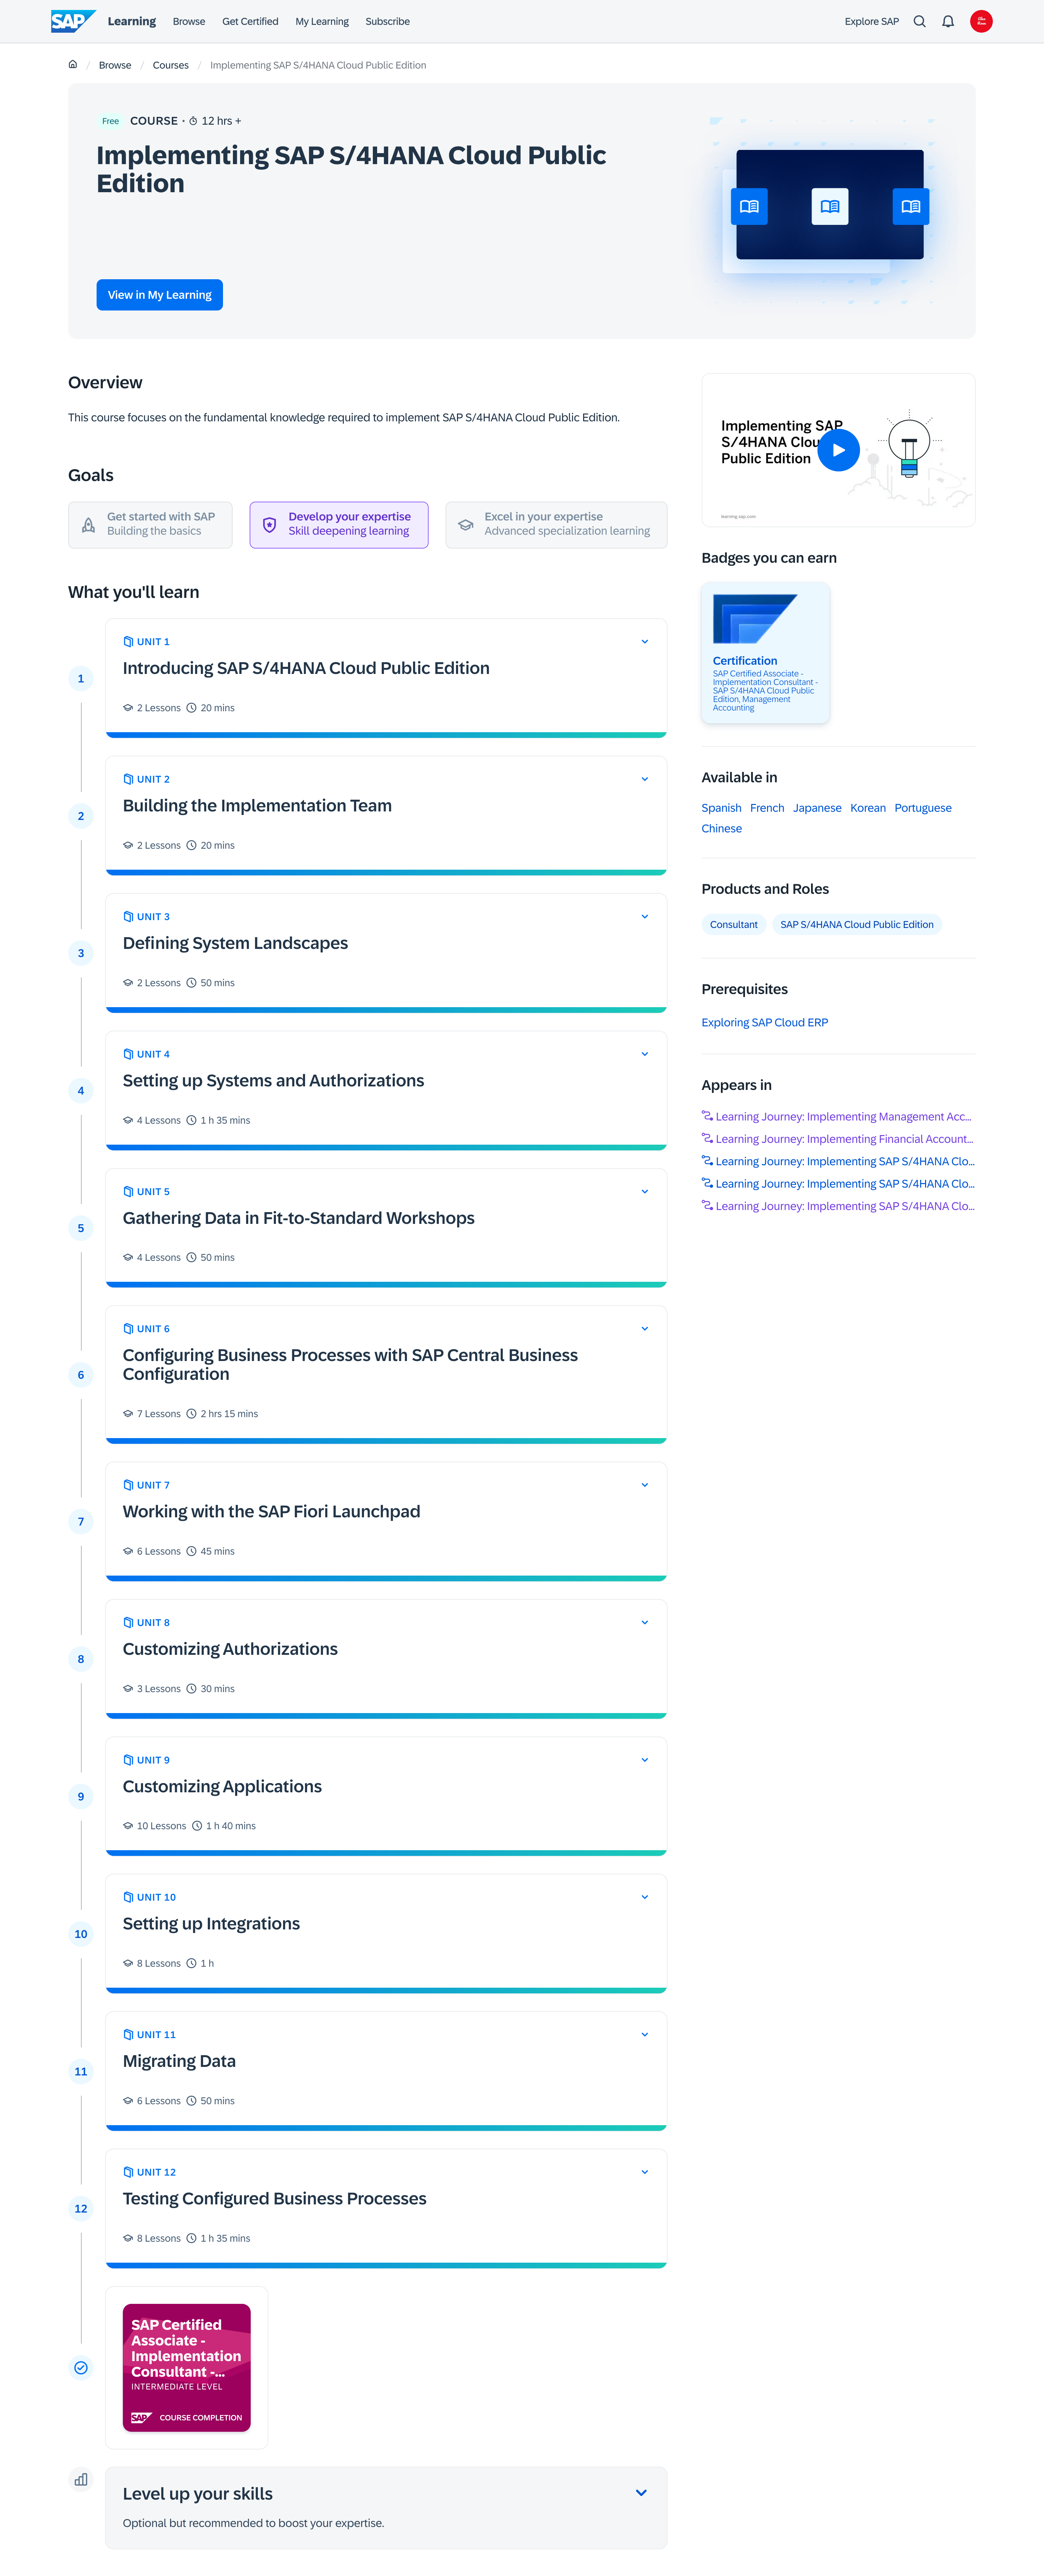 SAP Learning Browse Get Certified My Learning Subscribe Explore SAP
Browse / Courses / Implementing SAP S/4HANA Cloud Public Edition
Free COURSE · 12 hrs +
Implementing SAP S/4HANA Cloud Public
Edition
View in My Learning
Overview
This course focuses on the fundamental knowledge required to implement SAP S/4HANA Cloud Public Edition.
Goals
Get started with SAP
Building the basics
Develop your expertise
Skill deepening learning
Excel in your expertise
Advanced specialization learning
What you'll learn
1
UNIT 1
Introducing SAP S/4HANA Cloud Public Edition
2 Lessons 20 mins
2
UNIT 2
Building the Implementation Team
2 Lessons 20 mins
3
UNIT 3
Defining System Landscapes
2 Lessons 50 mins
4
UNIT 4
Setting up Systems and Authorizations
4 Lessons 1 h 35 mins
5
UNIT 5
Gathering Data in Fit-to-Standard Workshops
4 Lessons 50 mins
6
UNIT 6
Configuring Business Processes with SAP Central Business
Configuration
7 Lessons 2 hrs 15 mins
7
UNIT 7
Working with the SAP Fiori Launchpad
6 Lessons 45 mins
8
UNIT 8
Customizing Authorizations
3 Lessons 30 mins
9
UNIT 9
Customizing Applications
10 Lessons 1 h 40 mins
10
UNIT 10
Setting up Integrations
8 Lessons 1 h
11
UNIT 11
Migrating Data
6 Lessons 50 mins
12
UNIT 12
Testing Configured Business Processes
8 Lessons 1 h 35 mins
SAP Certified
Associate -
Implementation
Consultant -...
INTERMEDIATE LEVEL
SAP COURSE COMPLETION
Level up your skills
Optional but recommended to boost your expertise.
Implementing SAP
S/4HANA Clou
Public Edition
learning.sap.com
Badges you can earn
Certification
SAP Certified Associate -
Implementation Consultant -
SAP S/4HANA Cloud Public
Edition, Management
Accounting
Available in
Spanish French Japanese Korean Portuguese
Chinese
Products and Roles
Consultant SAP S/4HANA Cloud Public Edition
Prerequisites
Exploring SAP Cloud ERP
Appears in
Learning Journey: Implementing Management Acc...
Learning Journey: Implementing Financial Account...
Learning Journey: Implementing SAP S/4HANA Clo...
Learning Journey: Implementing SAP S/4HANA Clo...
Learning Journey: Implementing SAP S/4HANA Clo...